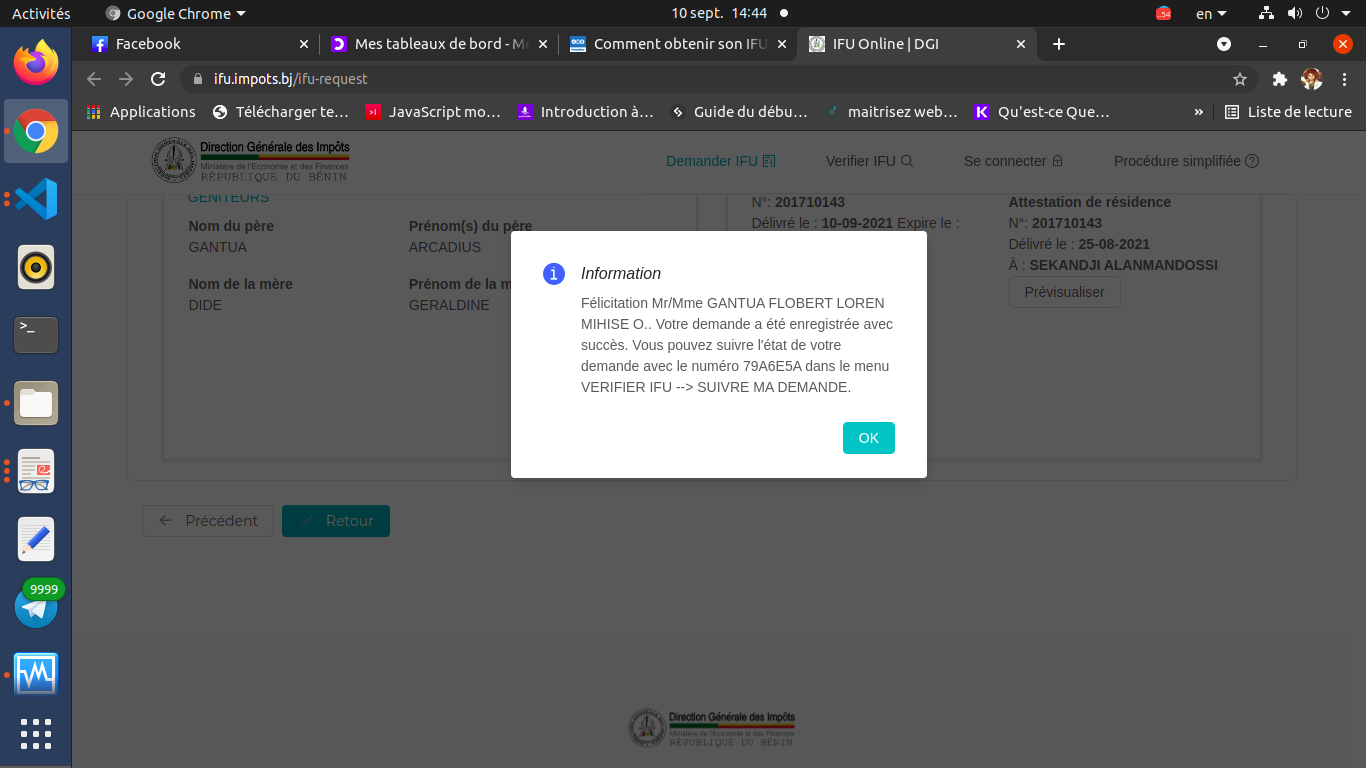 Activités
Google Chrome
10 sept. 14:44
54
en
Facebook
Mes tableaux de bord - Me
Comment obtenir son IFU
IFU Online | DGI
ifu.impots.bj/ifu-request
Applications
Télécharger te…
JavaScript mo…
Introduction à…
Guide du débu…
maitrisez web…
Qu'est-ce Que…
»
Liste de lecture
Direction Générale des Impôts
Ministère de l'Economie et des Finances
RÉPUBLIQUE DU BÉNIN
Demander IFU
Verifier IFU
Se connecter
Procédure simplifiée
GENITEURS
Nom du père
Prénom(s) du père
GANTUA
ARCADIUS
Nom de la mère
Prénom de la m
DIDE
GERALDINE
N°: 201710143
Délivré le : 10-09-2021 Expire le :
Attestation de résidence
N°: 201710143
Délivré le : 25-08-2021
À : SEKANDJI ALANMANDOSSI
Prévisualiser
Information
Félicitation Mr/Mme GANTUA FLOBERT LOREN
MIHISE O.. Votre demande a été enregistrée avec
succès. Vous pouvez suivre l'état de votre
demande avec le numéro 79A6E5A dans le menu
VERIFIER IFU --> SUIVRE MA DEMANDE.
OK
Précédent
Retour
9999
Direction Générale des Impôts
Ministère de l'Economie et des Finances
RÉPUBLIQUE DU BÉNIN